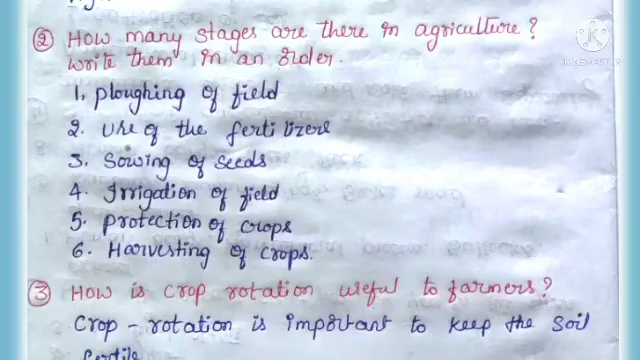 ② How many stages are there in agriculture?
write them in an order.
1. Ploughing of field
2. Use of the fertilizers
3. Sowing of seeds
4. Irrigation of field
5. Protection of crops
6. Harvesting of crops.
③ How is crop rotation useful to farmers?
Crop - rotation is important to keep the soil
fertile
K
KINEMASTER